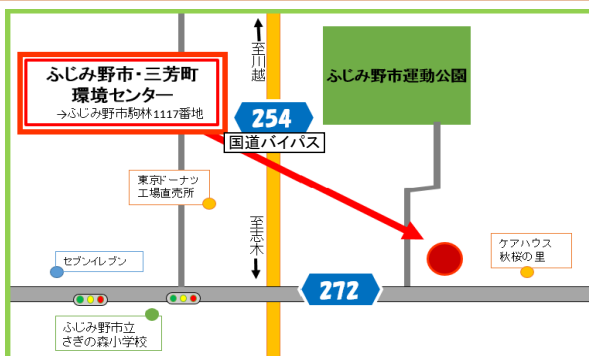 ふじみ野市・三芳町
環境センター
→ふじみ野市駒林1117番地
至川越
ふじみ野市運動公園
254
国道バイパス
東京ドーナツ
工場直売所
至志木
セブンイレブン
ケアハウス
秋桜の里
272
ふじみ野市立
さぎの森小学校